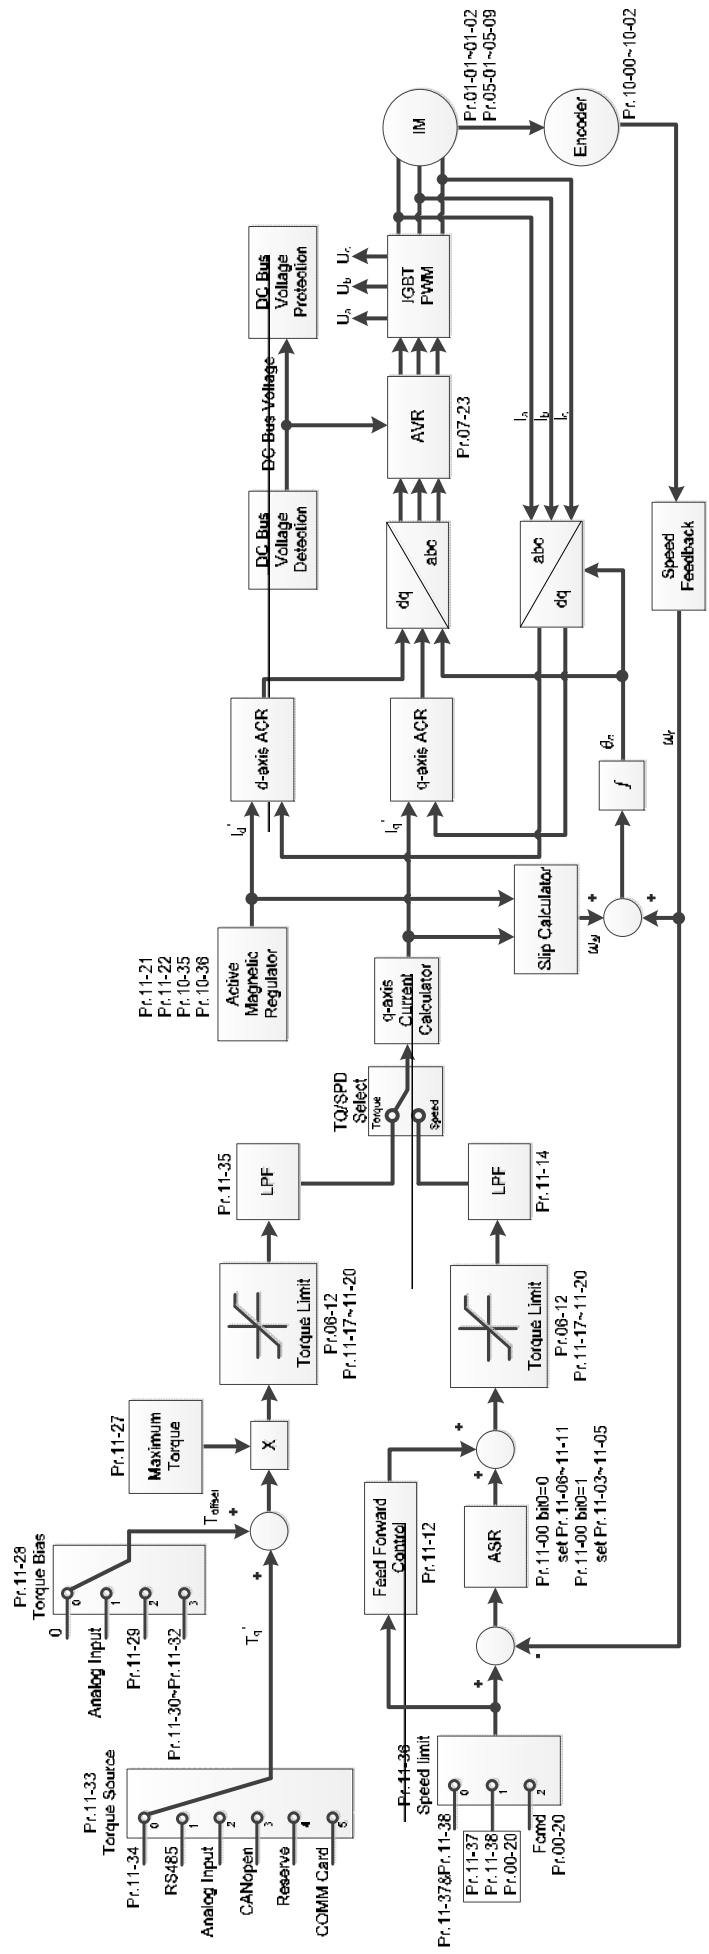 Pr.11-33
Torque Source
Pr.11-34
RS485
Analog Input
CANopen
Reserve
COMM Card
0
1
2
3
4
5
Tq'
Pr.11-28
Torque Bias
0
Analog Input
Pr.11-29
Pr.11-30~Pr.11-32
0
1
2
3
Toffset
+
+
Pr.11-27
Maximum
Torque
X
Torque Limit
Pr.06-12
Pr.11-17~11-20
Pr.11-35
LPF
Pr.11-36
Speed limit
Pr.11-37&Pr.11-38
Pr.11-37
Pr.11-38
Pr.00-20
Fcmd
Pr.00-20
0
1
2
+
-
Feed Forward
Control
Pr.11-12
ASR
Pr.11-00 bit0=0
set Pr.11-06~11-11
Pr.11-00 bit0=1
set Pr.11-03~11-05
+
+
Torque Limit
Pr.06-12
Pr.11-17~11-20
LPF
Pr.11-14
TQ/SPD
Select
Torque
Speed
q-axis
Current
Calculator
Pr.11-21
Pr.11-22
Pr.10-35
Pr.10-36
Active
Magnetic
Regulator
Slip Calculator
ωsl
+
+
Id'
Iq'
d-axis ACR
q-axis ACR
∫
ωr
dq
abc
abc
dq
DC Bus
Voltage
Detection
DC Bus Voltage
DC Bus
Voltage
Protection
AVR
Pr.07-23
IGBT
PWM
Ua
Ub
Ia
Ib
IM
Pr.01-01~01-02
Pr.05-01~05-09
Encoder
Pr.10-00~10-02
Speed
Feedback